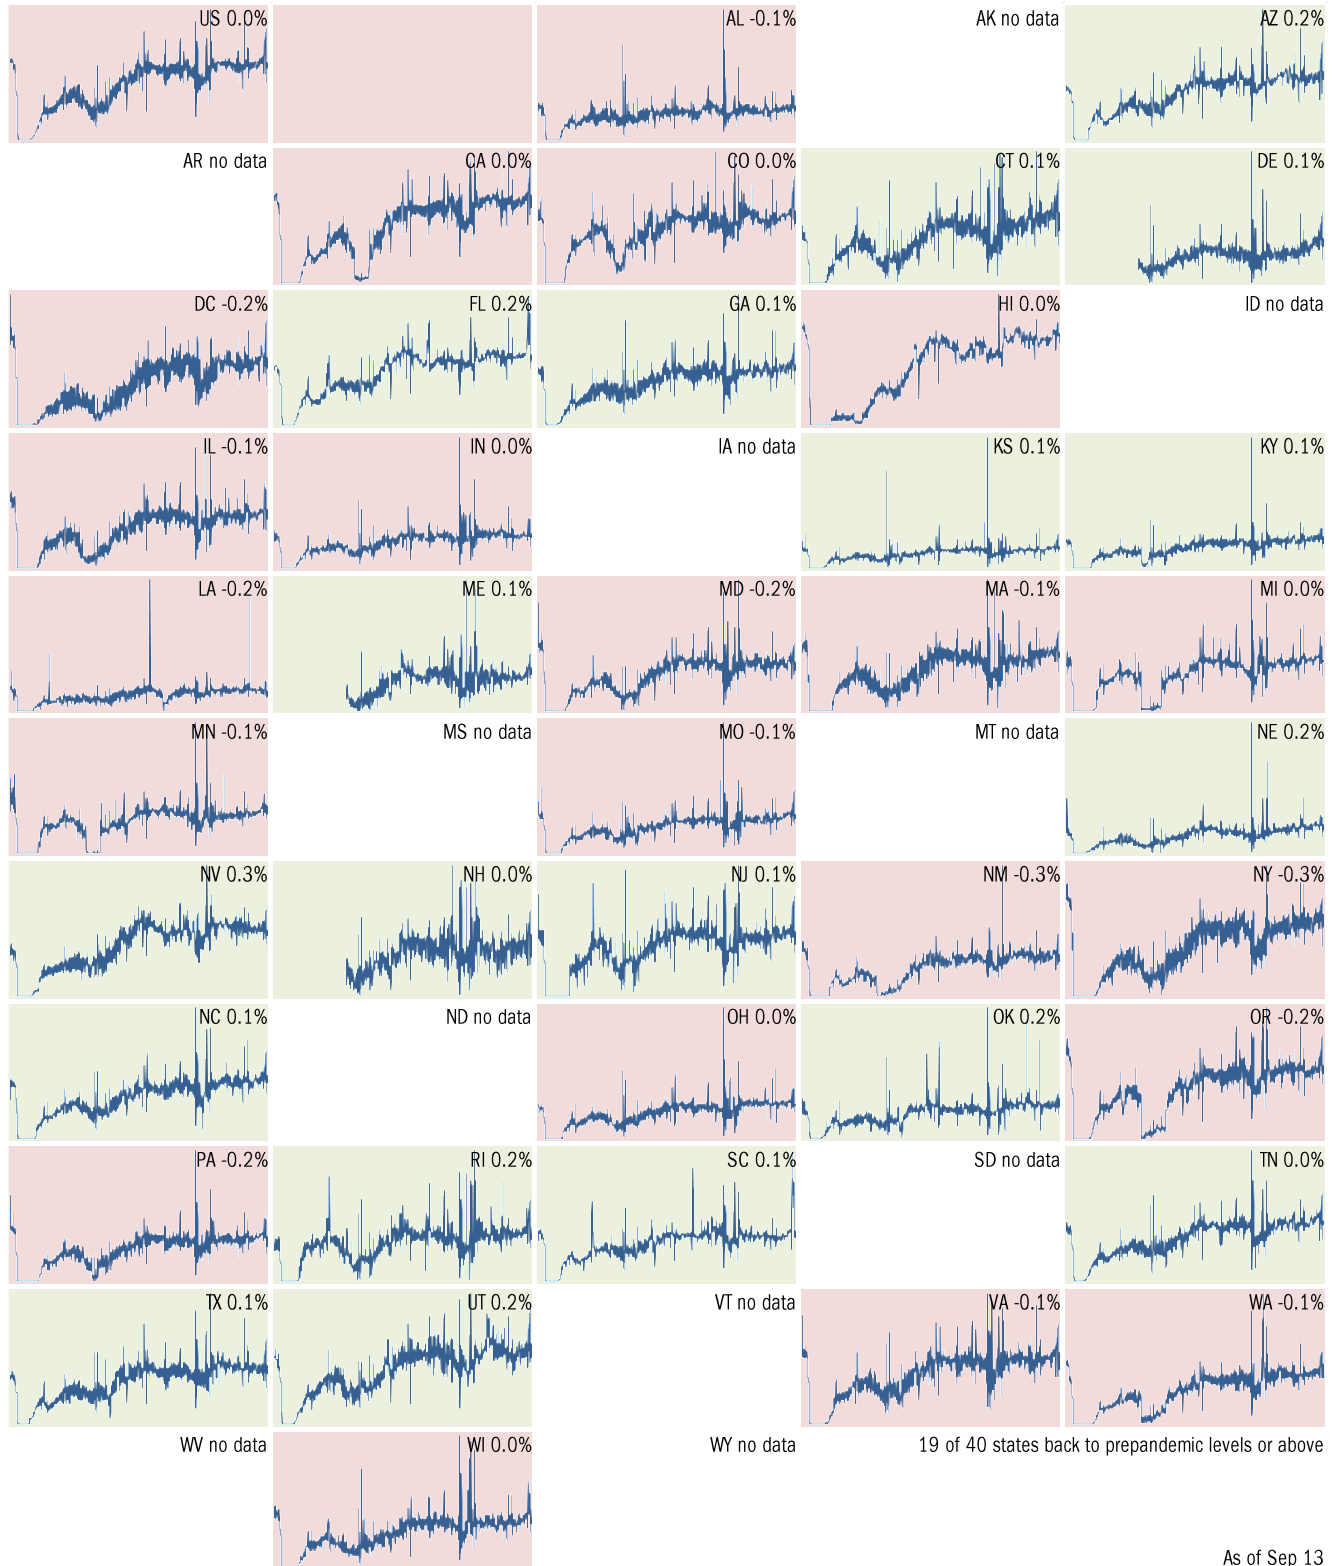 US 0.0%
AL -0.1%
AK no data
AZ 0.2%
AR no data
CA 0.0%
CO 0.0%
CT 0.1%
DE 0.1%
DC -0.2%
FL 0.2%
GA 0.1%
HI 0.0%
ID no data
IL -0.1%
IN 0.0%
IA no data
KS 0.1%
KY 0.1%
LA -0.2%
ME 0.1%
MD -0.2%
MA -0.1%
MI 0.0%
MN -0.1%
MS no data
MO -0.1%
MT no data
NE 0.2%
NV 0.3%
NH 0.0%
NJ 0.1%
NM -0.3%
NY -0.3%
NC 0.1%
ND no data
OH 0.0%
OK 0.2%
OR -0.2%
PA -0.2%
RI 0.2%
SC 0.1%
SD no data
TN 0.0%
TX 0.1%
UT 0.2%
VT no data
VA -0.1%
WA -0.1%
WV no data
WI 0.0%
WY no data
19 of 40 states back to prepandemic levels or above
As of Sep 13